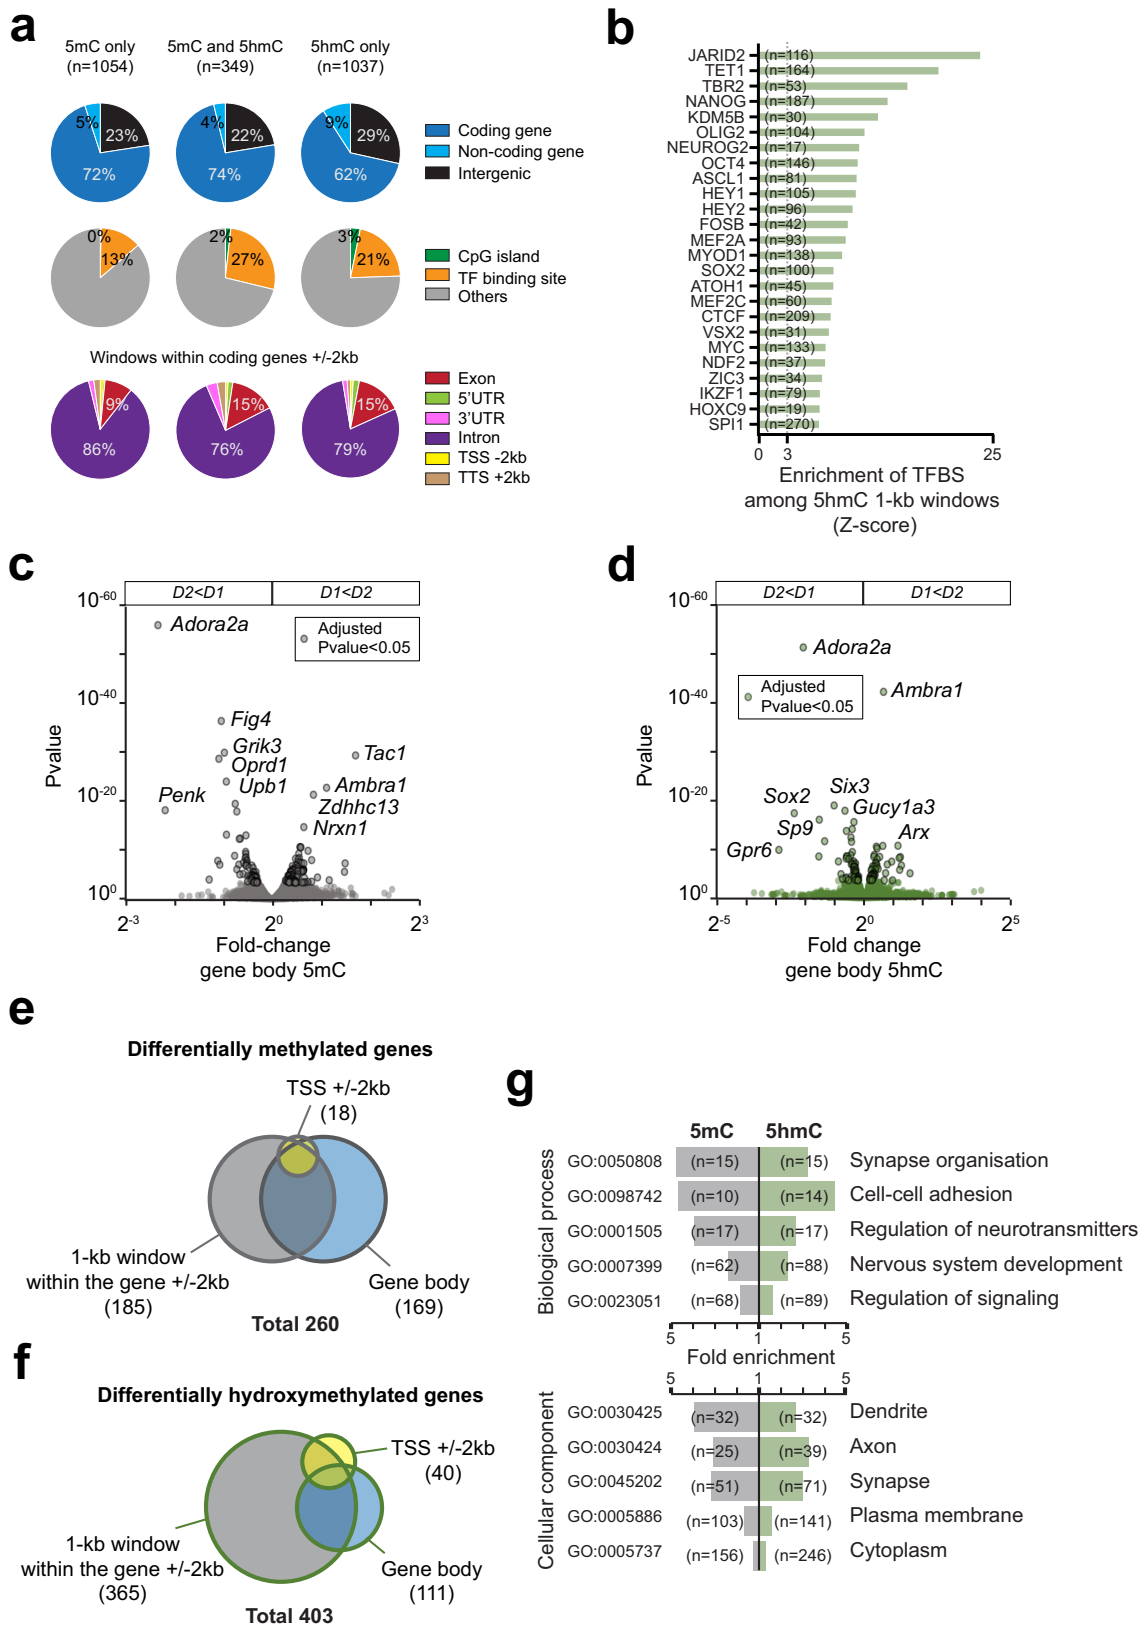 a
5mC only
(n=1054)
5mC and 5hmC
(n=349)
5hmC only
(n=1037)
5%
23%
72%
4%
22%
74%
9%
29%
62%
Coding gene
Non-coding gene
Intergenic
0%
13%
2%
27%
3%
21%
CpG island
TF binding site
Others
Windows within coding genes +/-2kb
9%
86%
15%
76%
15%
79%
Exon
5'UTR
3'UTR
Intron
TSS -2kb
TTS +2kb
b
JARID2 (n=116)
TET1 (n=164)
TBR2 (n=53)
NANOG (n=187)
KDM5B (n=30)
OLIG2 (n=104)
NEUROG2 (n=17)
OCT4 (n=146)
ASCL1 (n=81)
HEY1 (n=105)
HEY2 (n=96)
FOSB (n=42)
MEF2A (n=93)
MYOD1 (n=138)
SOX2 (n=100)
ATOH1 (n=45)
MEF2C (n=60)
CTCF (n=209)
VSX2 (n=31)
MYC (n=133)
NDF2 (n=37)
ZIC3 (n=34)
IKZF1 (n=79)
HOXC9 (n=19)
SPI1 (n=270)
0 3 25
Enrichment of TFBS
among 5hmC 1-kb windows
(Z-score)
c
D2<D1 D1<D2
10-60
10-40
10-20
100
Pvalue
Adjusted
Pvalue<0.05
Adora2a
Fig4
Grik3
Oprd1
Upb1
Penk
Tac1
Ambra1
Zdhhc13
Nrxn1
2-3 20 23
Fold-change
gene body 5mC
d
D2<D1 D1<D2
10-60
10-40
10-20
100
Pvalue
Adora2a
Ambra1
Adjusted
Pvalue<0.05
Six3
Sox2
Gucy1a3
Sp9
Arx
Gpr6
2-5 20 25
Fold change
gene body 5hmC
e
Differentially methylated genes
TSS +/-2kb
(18)
1-kb window
within the gene +/-2kb
(185)
Gene body
(169)
Total 260
f
Differentially hydroxymethylated genes
TSS +/-2kb
(40)
1-kb window
within the gene +/-2kb
(365)
Gene body
(111)
Total 403
g
5mC 5hmC
Biological process
GO:0050808 (n=15) (n=15) Synapse organisation
GO:0098742 (n=10) (n=14) Cell-cell adhesion
GO:0001505 (n=17) (n=17) Regulation of neurotransmitters
GO:0007399 (n=62) (n=88) Nervous system development
GO:0023051 (n=68) (n=89) Regulation of signaling
5 1 5
Fold enrichment
5 1 5
Cellular component
GO:0030425 (n=32) (n=32) Dendrite
GO:0030424 (n=25) (n=39) Axon
GO:0045202 (n=51) (n=71) Synapse
GO:0005886 (n=103) (n=141) Plasma membrane
GO:0005737 (n=156) (n=246) Cytoplasm